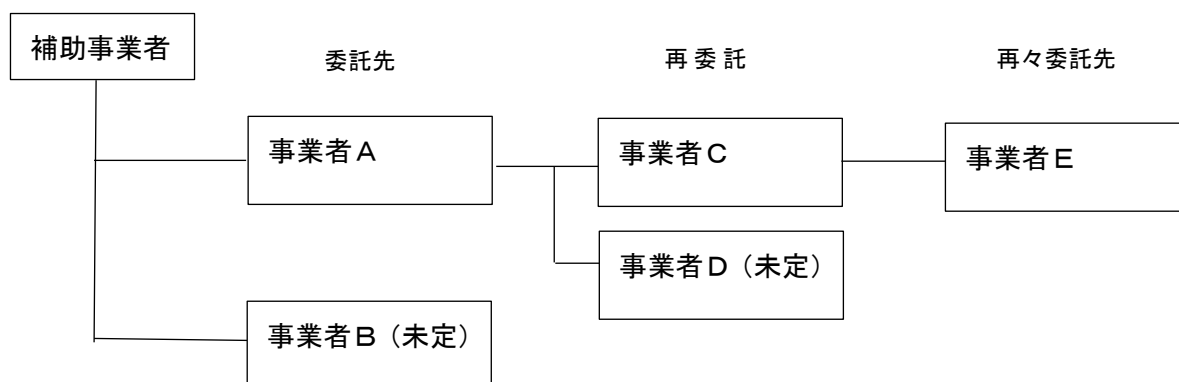 補助事業者
委託先
再委託
再々委託先
事業者A
事業者C
事業者E
事業者D（未定）
事業者B（未定）